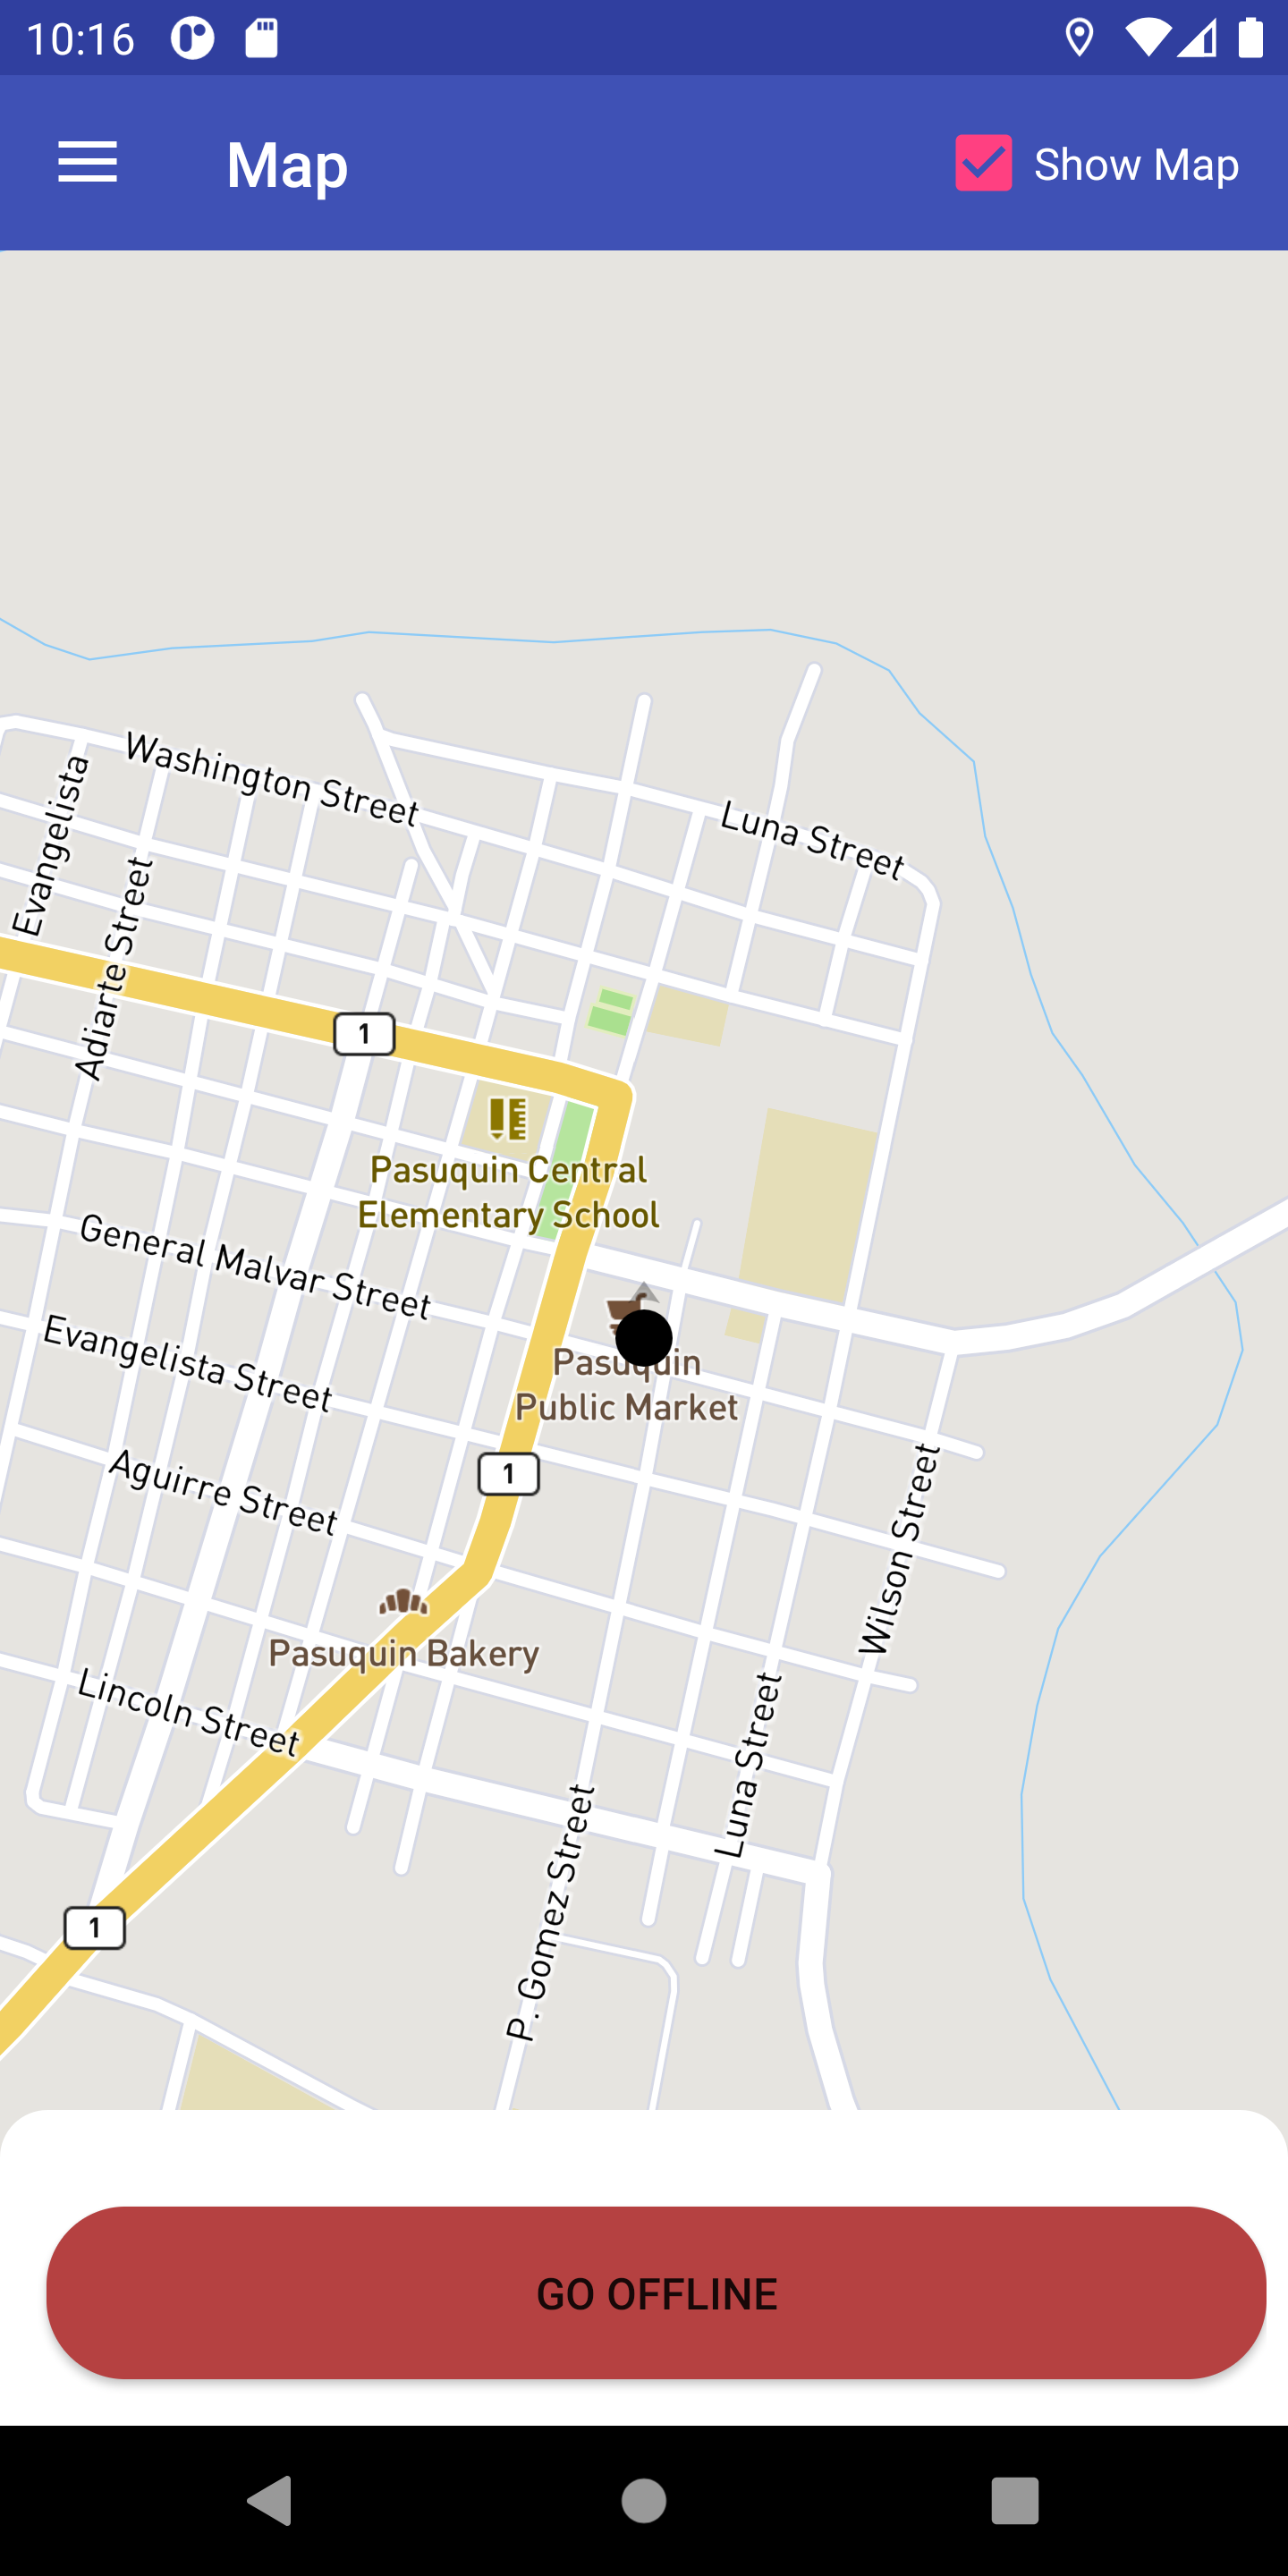 10:16
Map
Show Map
Washington Street
Evangelista
Luna Street
Adiarte Street
1
Pasuquin Central
Elementary School
General Malvar Street
Evangelista Street
Pasuquin
Public Market
Aguirre Street
1
Wilson Street
Pasuquin Bakery
Lincoln Street
Luna Street
P. Gomez Street
1
GO OFFLINE